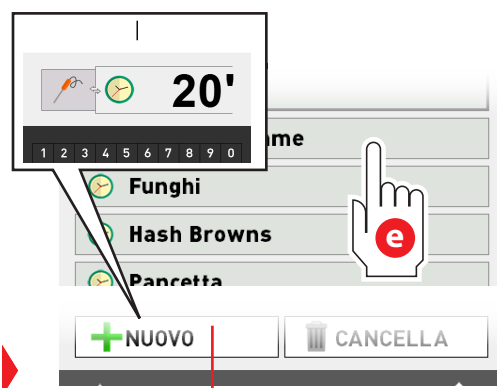 20'
1 2 3 4 5 6 7 8 9 0
Funghi
e
Hash Browns
Pancetta
NUOVO
CANCELLA